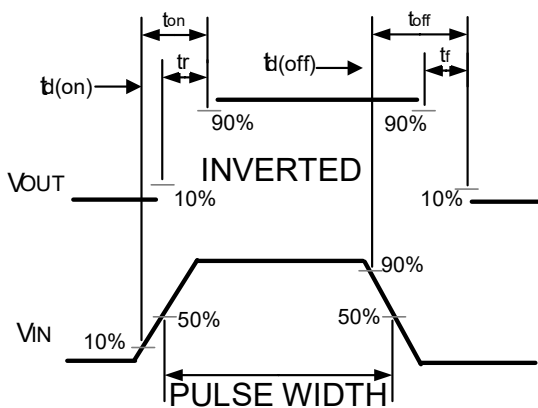 ton
toff
td(on)
tr
td(off)
tf
90%
90%
INVERTED
VOUT
10%
10%
90%
50%
50%
VIN
10%
PULSE WIDTH